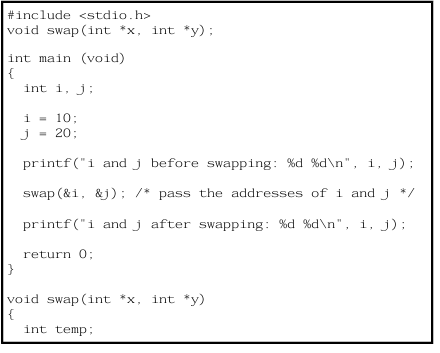 #include <stdio.h>
void swap(int *x, int *y);
int main (void)
{
int i, j;
i = 10;
j = 20;
printf("i and j before swapping: %d %d\n", i, j);
swap(&i, &j); /* pass the addresses of i and j */
printf("i and j after swapping: %d %d\n", i, j);
return 0;
}
void swap(int *x, int *y)
{
int temp;